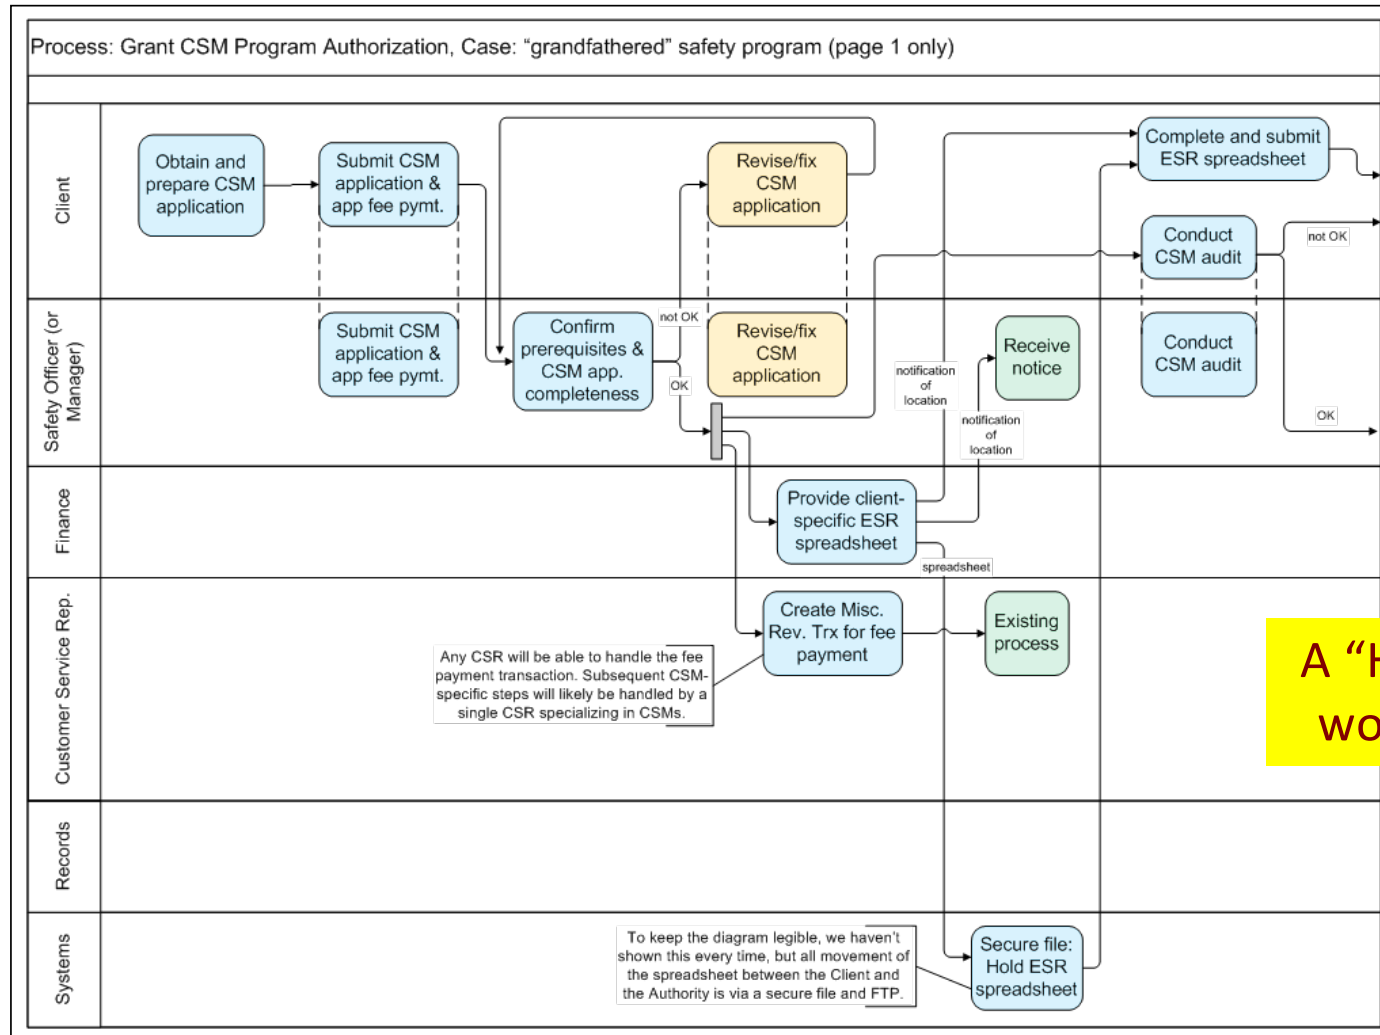 Process: Grant CSM Program Authorization, Case: “grandfathered” safety program (page 1 only)
Client
Obtain and
prepare CSM
application
Submit CSM
application &
app fee pymt.
Revise/fix
CSM
application
Complete and submit
ESR spreadsheet
Conduct
CSM audit
not OK
Safety Officer (or
Manager)
Submit CSM
application &
app fee pymt.
Confirm
prerequisites &
CSM app.
completeness
not OK
OK
Revise/fix
CSM
application
notification
of
location
Receive
notice
notification
of
location
Conduct
CSM audit
OK
Finance
Provide client-
specific ESR
spreadsheet
spreadsheet
Customer Service Rep.
Any CSR will be able to handle the fee
payment transaction. Subsequent CSM-
specific steps will likely be handled by a
single CSR specializing in CSMs.
Create Misc.
Rev. Trx for fee
payment
Existing
process
A “H
wo
Records
Systems
To keep the diagram legible, we haven't
shown this every time, but all movement of
the spreadsheet between the Client and
the Authority is via a secure file and FTP.
Secure file:
Hold ESR
spreadsheet